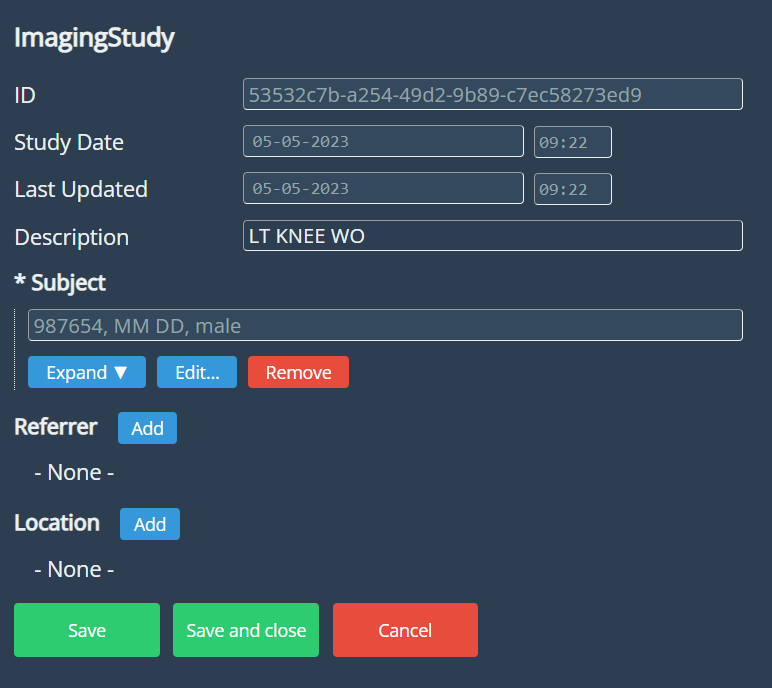 ImagingStudy
ID 53532c7b-a254-49d2-9b89-c7ec58273ed9
Study Date 05-05-2023 09:22
Last Updated 05-05-2023 09:22
Description LT KNEE WO
* Subject
987654, MM DD, male
Expand ▼ Edit... Remove
Referrer Add
- None -
Location Add
- None -
Save Save and close Cancel